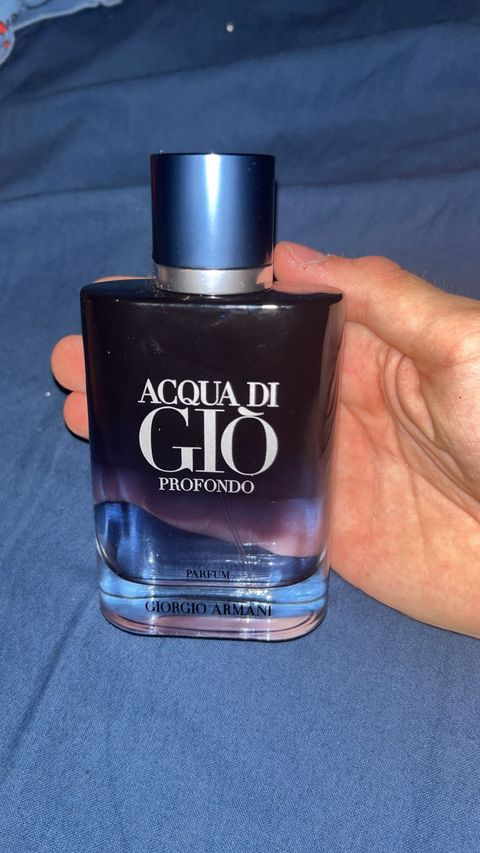 ACQUA DI
GIÒ
PROFONDO
PARFUM
GIORGIO ARMANI